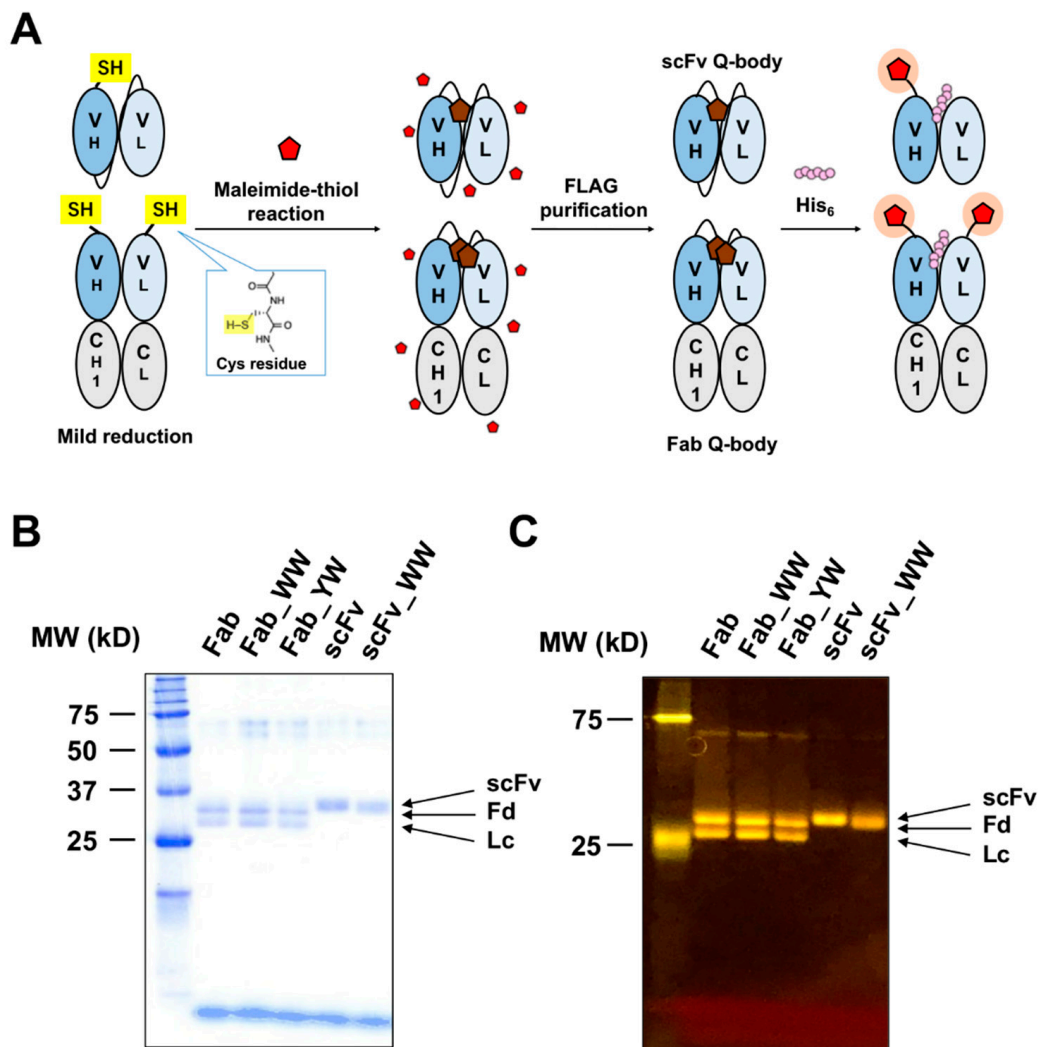 A
SH
V
H
V
L
SH
SH
V
H
V
L
C
H
1
C
L
Mild reduction
Maleimide-thiol
reaction
O
NH
H-S
HN
O
Cys residue
V
H
V
L
V
H
V
L
C
H
1
C
L
FLAG
purification
scFv Q-body
V
H
V
L
V
H
V
L
C
H
1
C
L
Fab Q-body
His6
V
H
V
L
V
H
V
L
C
H
1
C
L
B
MW (kD)
Fab
Fab_WW
Fab_YW
scFv
scFv_WW
75
50
37
25
scFv
Fd
Lc
C
MW (kD)
Fab
Fab_WW
Fab_YW
scFv
scFv_WW
75
25
scFv
Fd
Lc